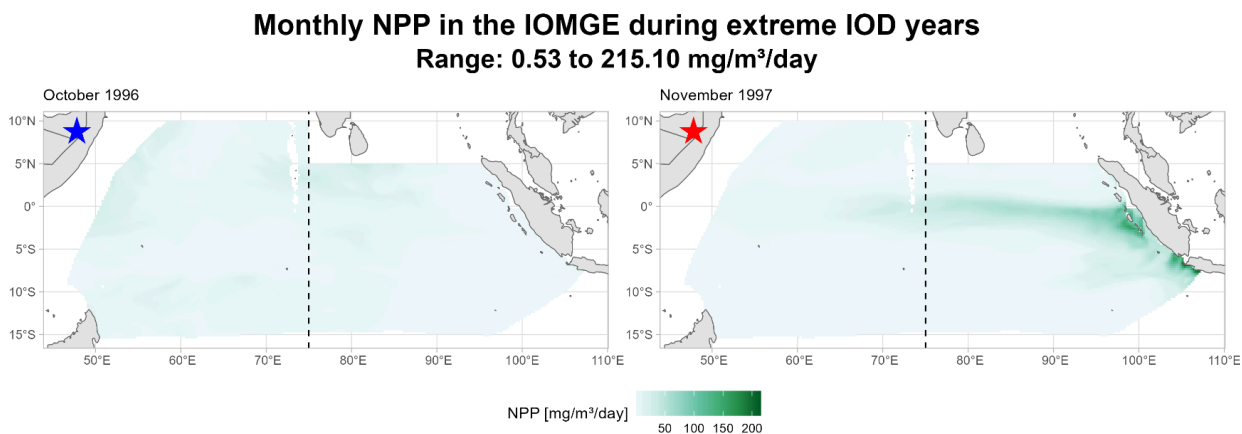 Monthly NPP in the IOMGE during extreme IOD years
Range: 0.53 to 215.10 mg/m³/day
October 1996
10°N
5°N
0°
5°S
10°S
15°S
50°E 60°E 70°E 80°E 90°E 100°E 110°E
November 1997
10°N
5°N
0°
5°S
10°S
15°S
50°E 60°E 70°E 80°E 90°E 100°E 110°E
NPP [mg/m³/day]
50 100 150 200